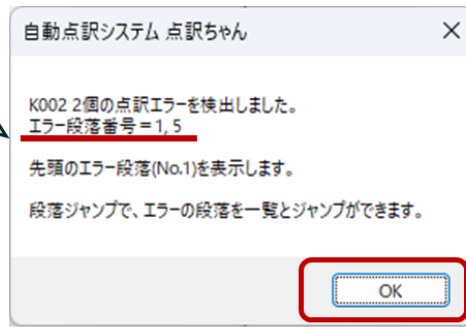 自動点訳システム 点訳ちゃん
K002 2個の点訳エラーを検出しました。
エラー段落番号=1, 5
先頭のエラー段落(No.1)を表示します。
段落ジャンプで、エラーの段落を一覧とジャンプができます。
OK